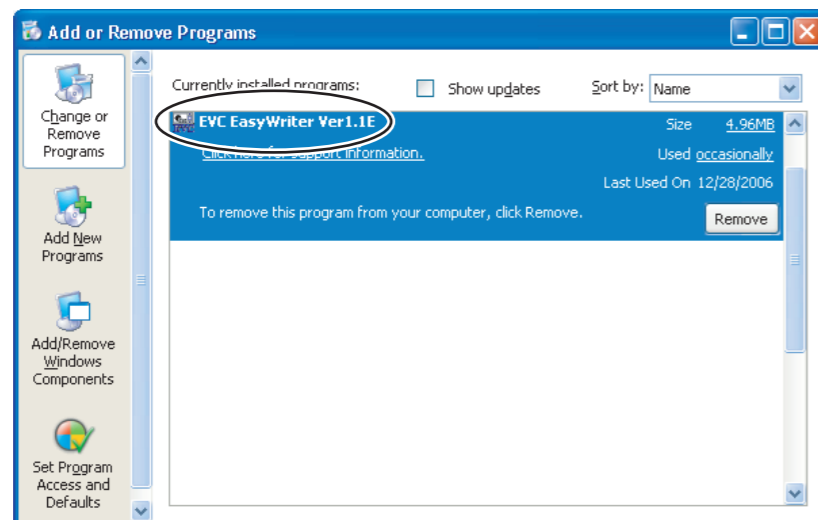 Add or Remove Programs
Change or
Remove
Programs
Add New
Programs
Add/Remove
Windows
Components
Set Program
Access and
Defaults
Currently installed programs:
Show updates
Sort by: Name
EVC EasyWriter Ver1.1E
Size 4.96MB
Click here for support information.
Used occasionally
Last Used On 12/28/2006
To remove this program from your computer, click Remove.
Remove